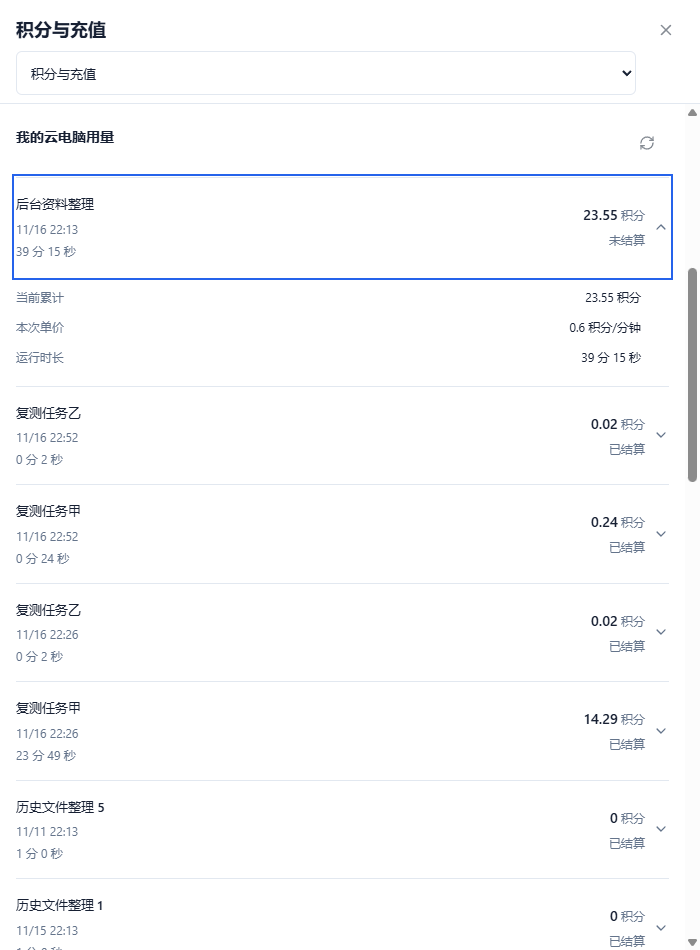 积分与充值
积分与充值
我的云电脑用量
后台资料整理
11/16 22:13
39 分 15 秒
23.55 积分
未结算
当前累计
23.55 积分
本次单价
0.6 积分/分钟
运行时长
39 分 15 秒
复测任务乙
11/16 22:52
0 分 2 秒
0.02 积分
已结算
复测任务甲
11/16 22:52
0 分 24 秒
0.24 积分
已结算
复测任务乙
11/16 22:26
0 分 2 秒
0.02 积分
已结算
复测任务甲
11/16 22:26
23 分 49 秒
14.29 积分
已结算
历史文件整理 5
11/11 22:13
1 分 0 秒
0 积分
已结算
历史文件整理 1
11/15 22:13
0 积分
已结算